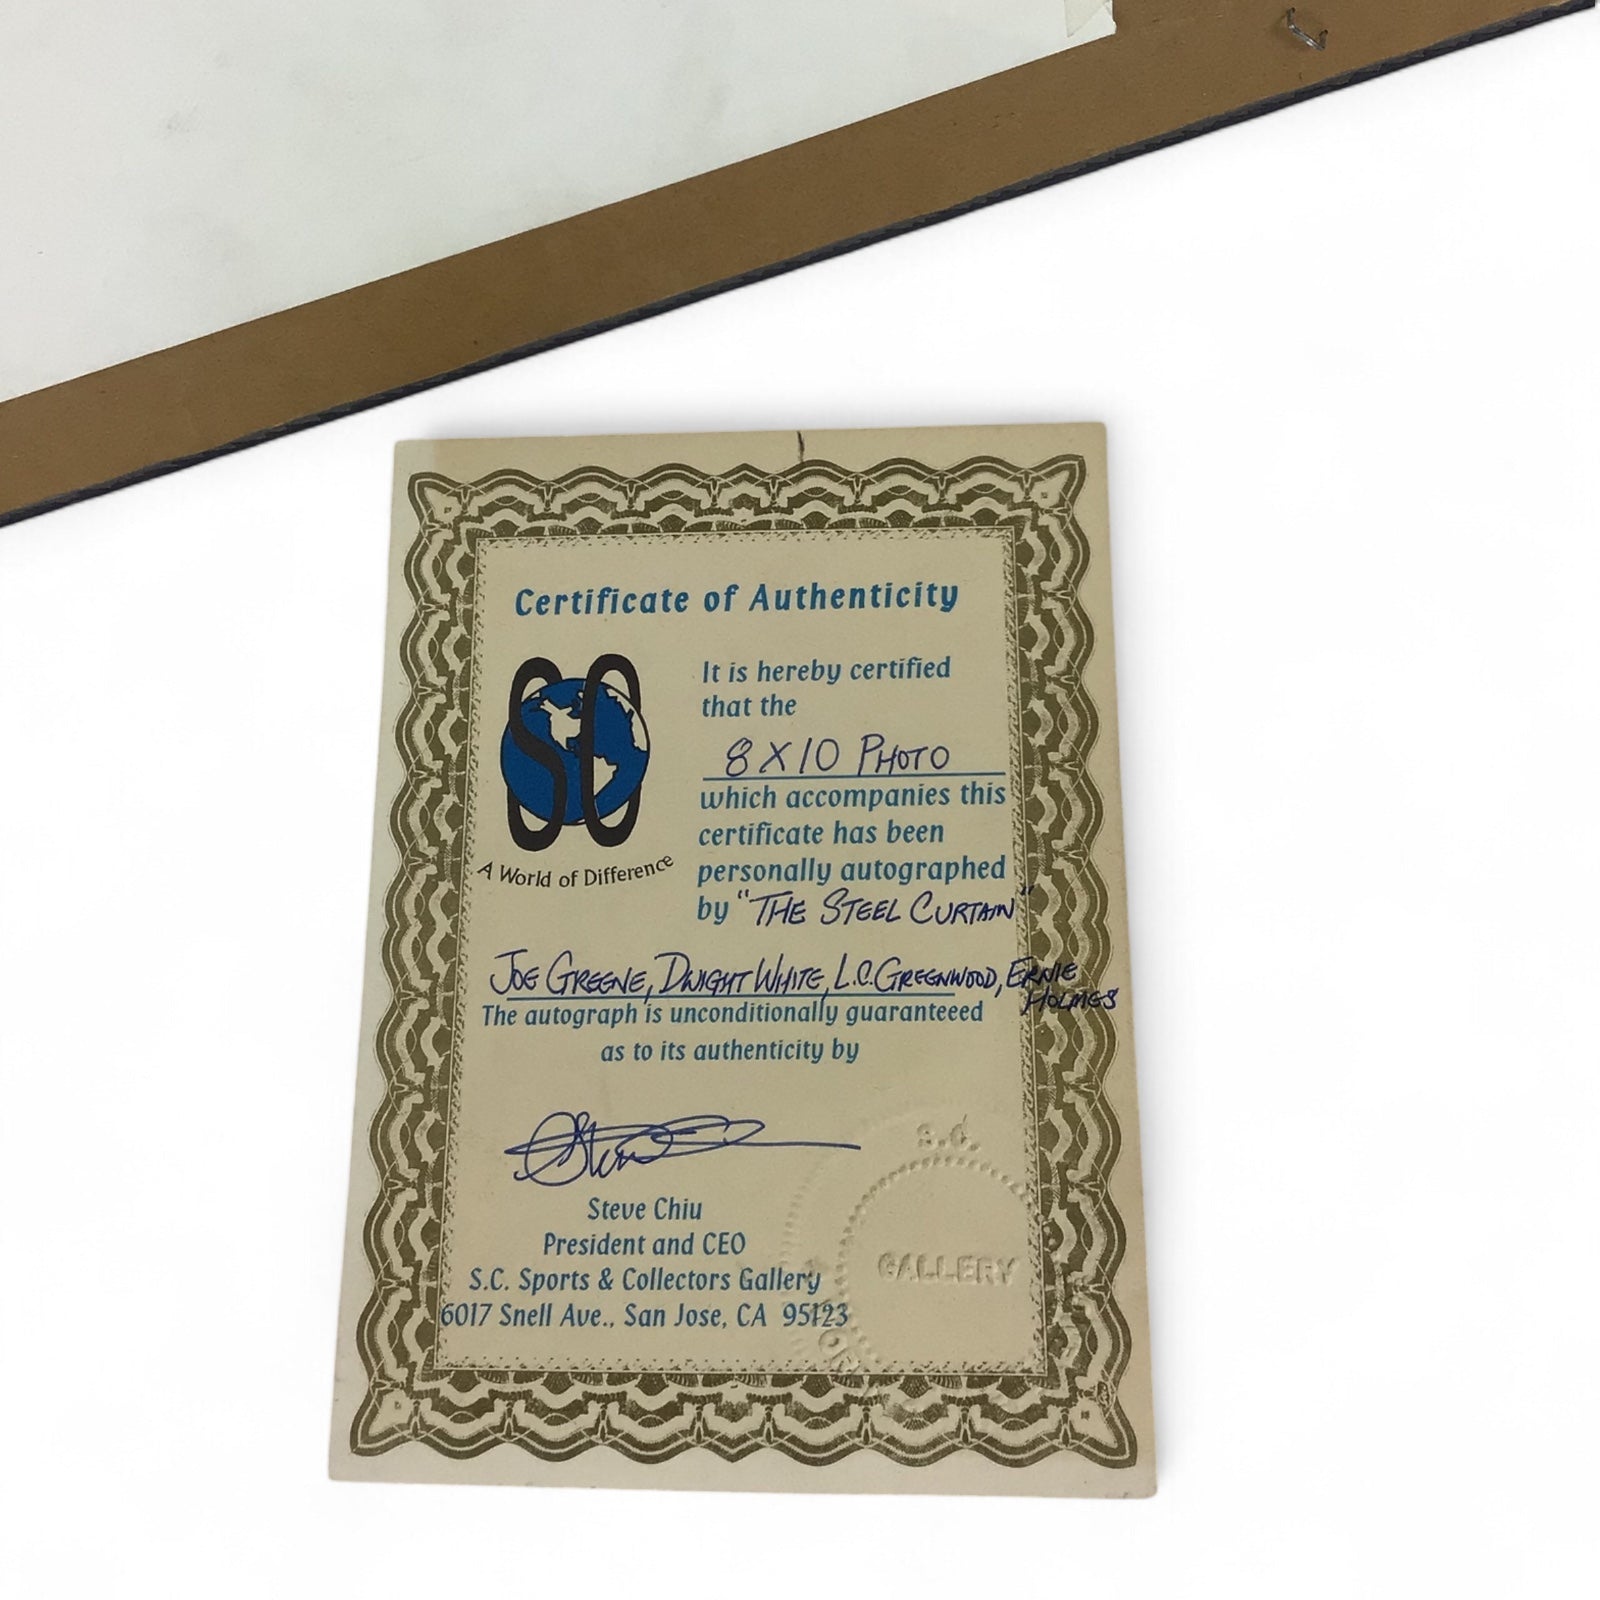 Certificate of Authenticity
SC
A World of Difference
It is hereby certified
that the
8 X 10 PHOTO
which accompanies this
certificate has been
personally autographed
by "THE STEEL CURTAIN"
JOE GREENE, DWIGHT WHITE, L.C. GREENWOOD, ERNIE
HOLMES
The autograph is unconditionally guaranteeed
as to its authenticity by
Steve Chiu
President and CEO
S.C. Sports & Collectors Gallery
6017 Snell Ave., San Jose, CA 95123
S.C.
GALLERY
OF